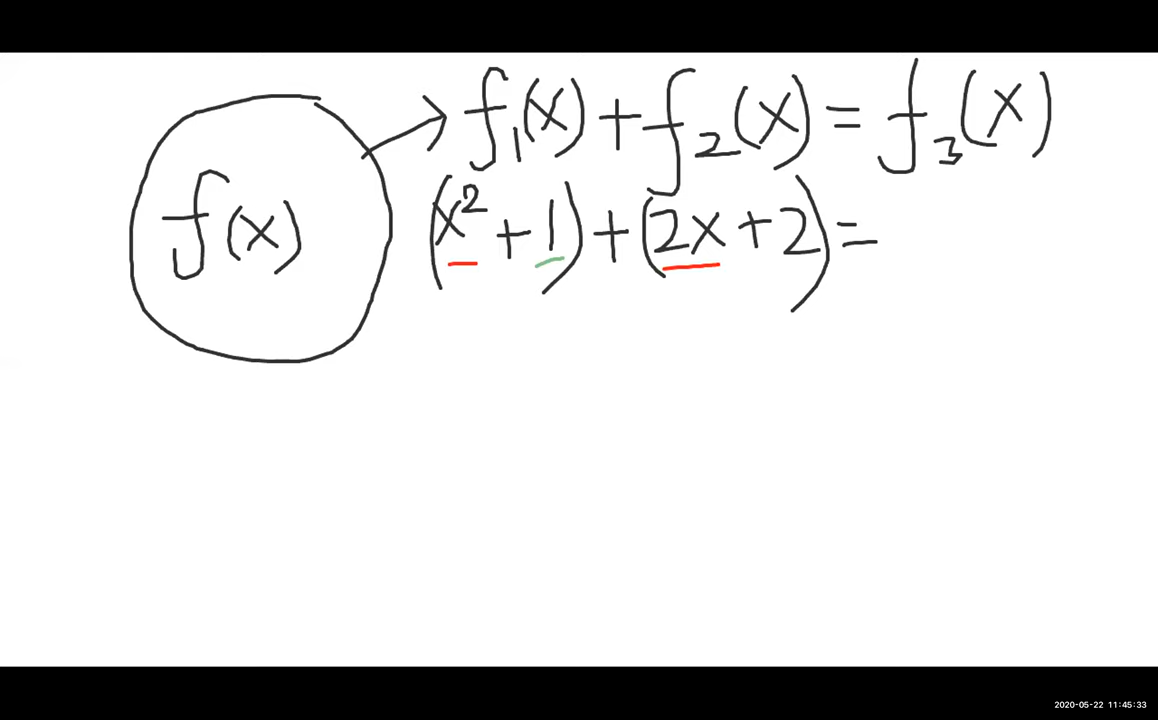 f(x)
f₁(x) + f₂(x) = f₃(x)
(x² + 1) + (2x + 2) =
2020-05-22 11:45:33